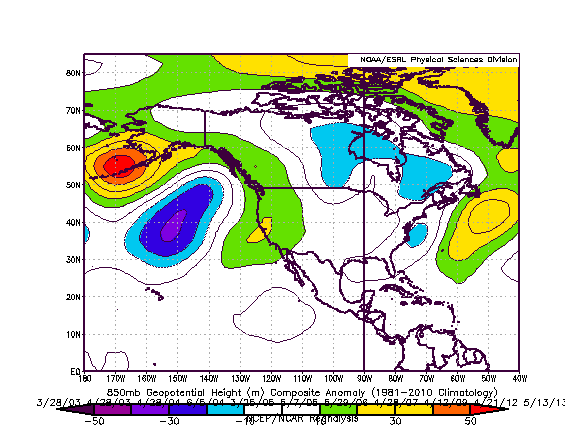 NOAA/ESRL Physical Sciences Division
80N
70N
60N
50N
40N
30N
20N
10N
EQ
180 170W 160W 150W 140W 130W 120W 110W 100W 90W 80W 70W 60W 50W 40W
850mb Geopotential Height (m) Composite Anomaly (1981-2010 Climatology)
3/28/03 4/28/03 4/28/04 6/5/04 3/26/05 5/7/05 5/29/06 4/28/07 4/12/09 4/21/12 5/13/13
NCEP/NCAR Reanalysis
-50 -30 -10 30 50